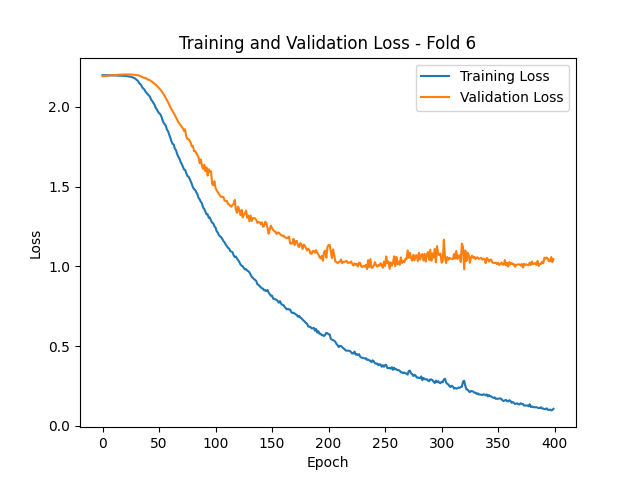 Training and Validation Loss - Fold 6
Training Loss
Validation Loss
Loss
2.0
1.5
1.0
0.5
0.0
0 50 100 150 200 250 300 350 400
Epoch